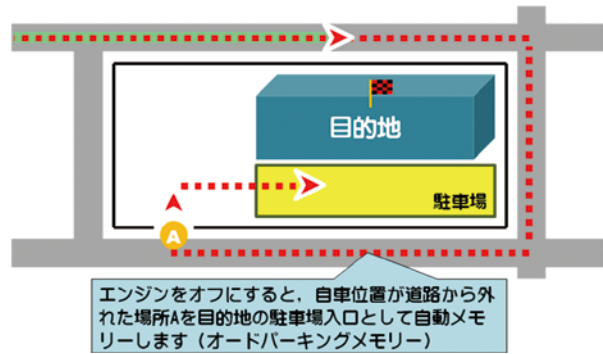 目的地
駐車場
A
エンジンをオフにすると，自車位置が道路から外
れた場所Aを目的地の駐車場入口として自動メモ
リーします（オードパーキングメモリー）